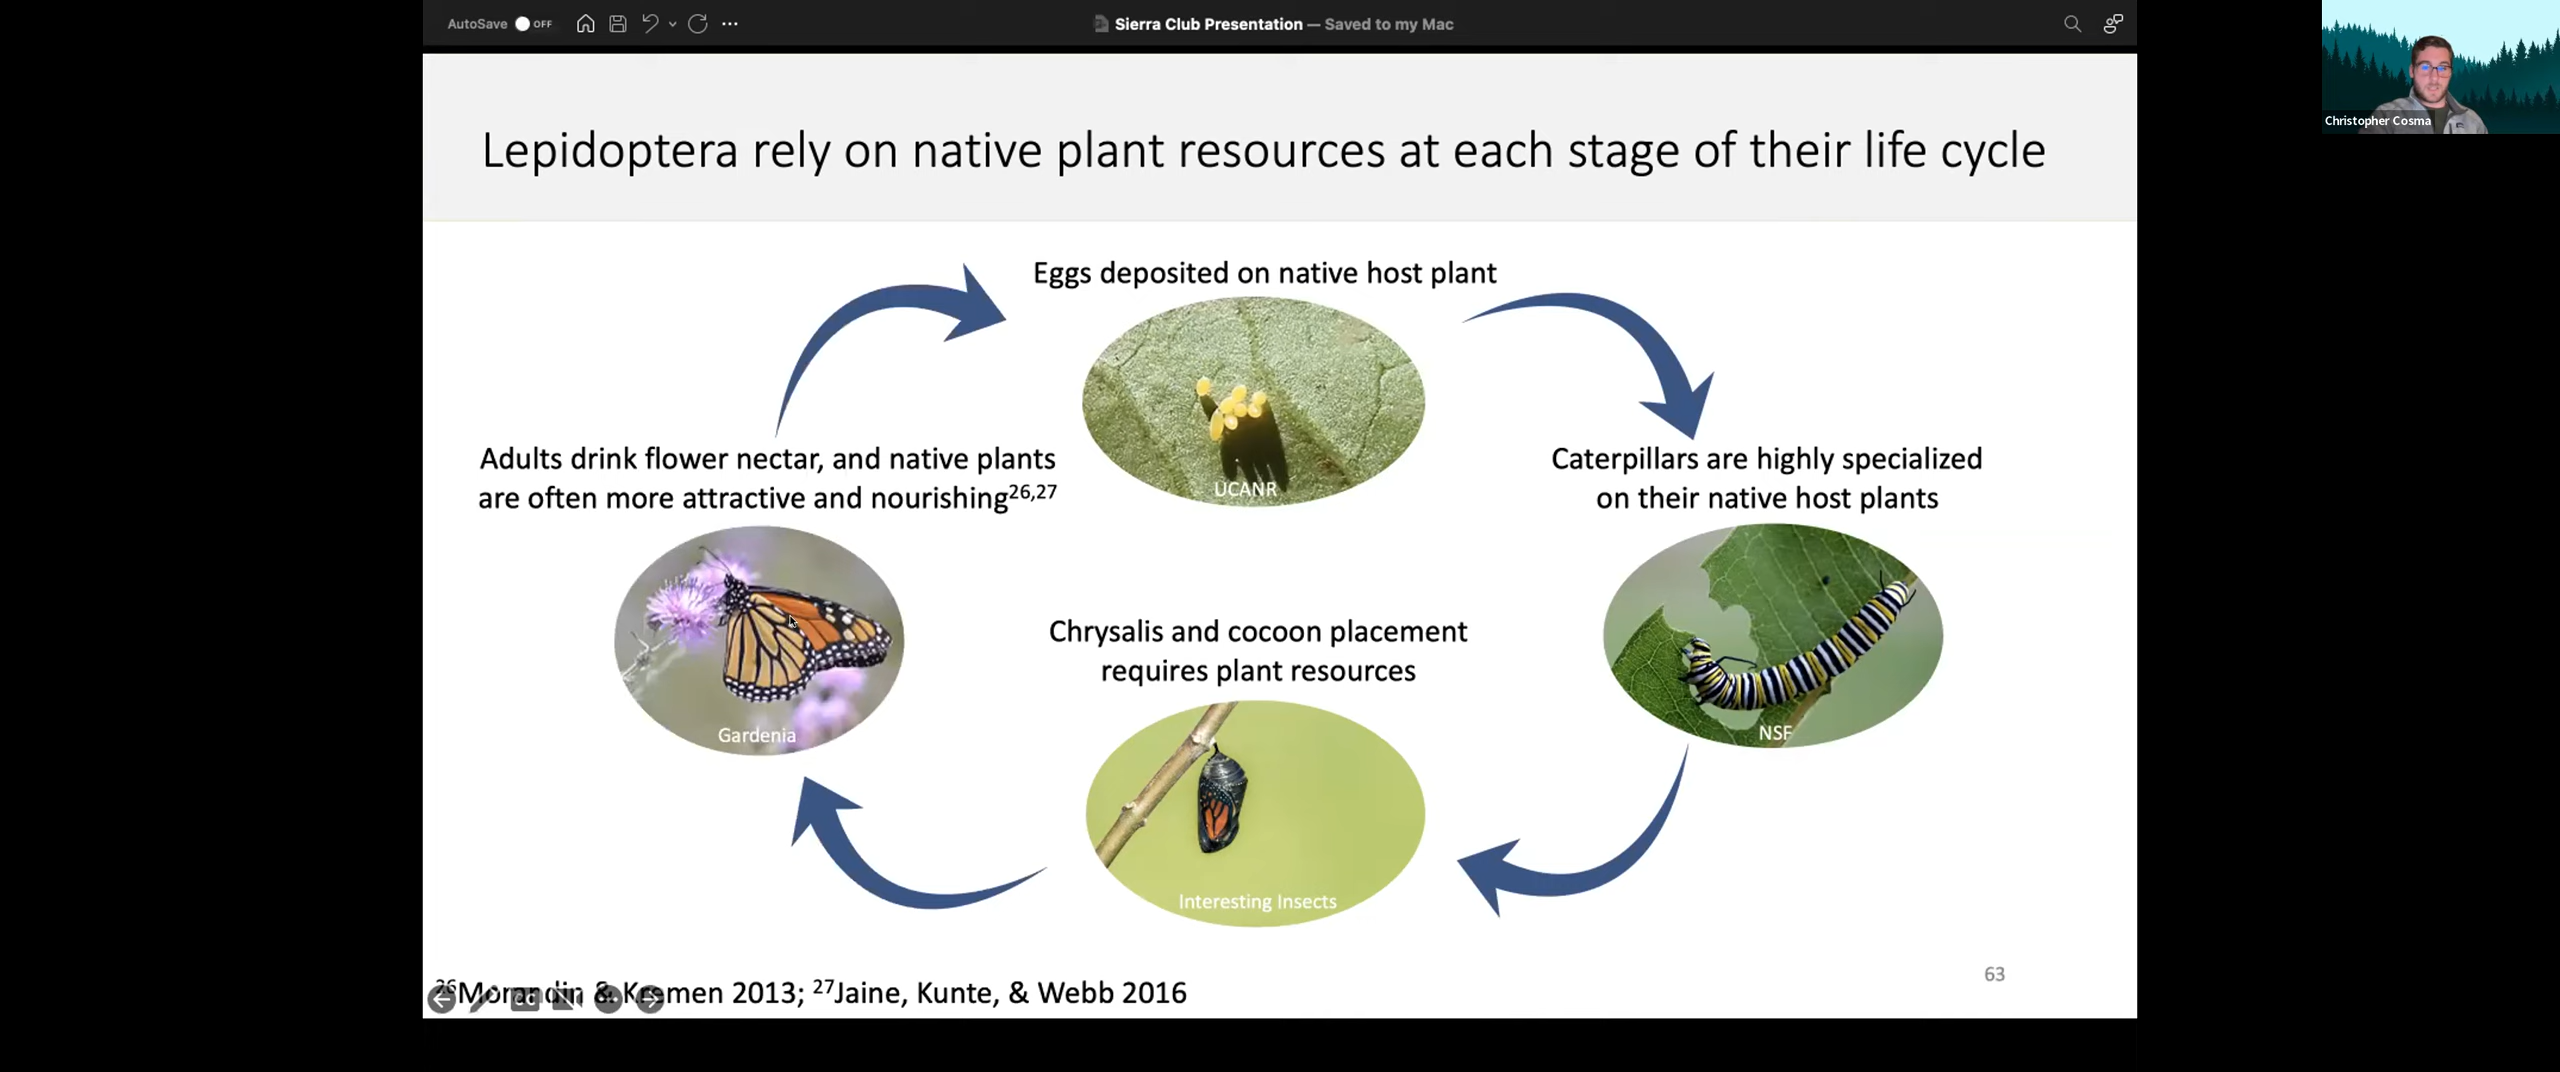 AutoSave OFF
Sierra Club Presentation — Saved to my Mac
Christopher Cosma
Lepidoptera rely on native plant resources at each stage of their life cycle
Eggs deposited on native host plant
UCANR
Adults drink flower nectar, and native plants
are often more attractive and nourishing26,27
Gardenia
Caterpillars are highly specialized
on their native host plants
NSF
Chrysalis and cocoon placement
requires plant resources
Interesting Insects
63
26Morandin & Kremen 2013; 27Jaine, Kunte, & Webb 2016